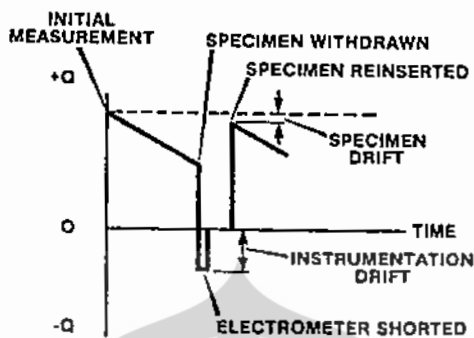 INITIAL
MEASUREMENT
SPECIMEN WITHDRAWN
+Q
SPECIMEN REINSERTED
SPECIMEN
DRIFT
O
TIME
INSTRUMENTATION
DRIFT
-Q
ELECTROMETER SHORTED